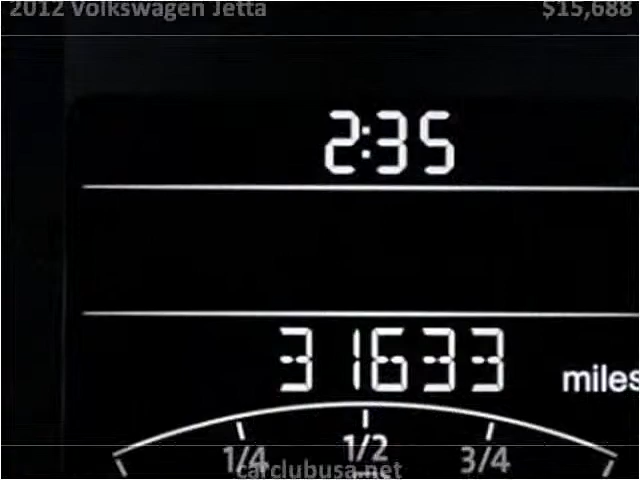 2012 Volkswagen Jetta $15,688
2:35
31633 miles
1/4 1/2 3/4
carclubusa.net